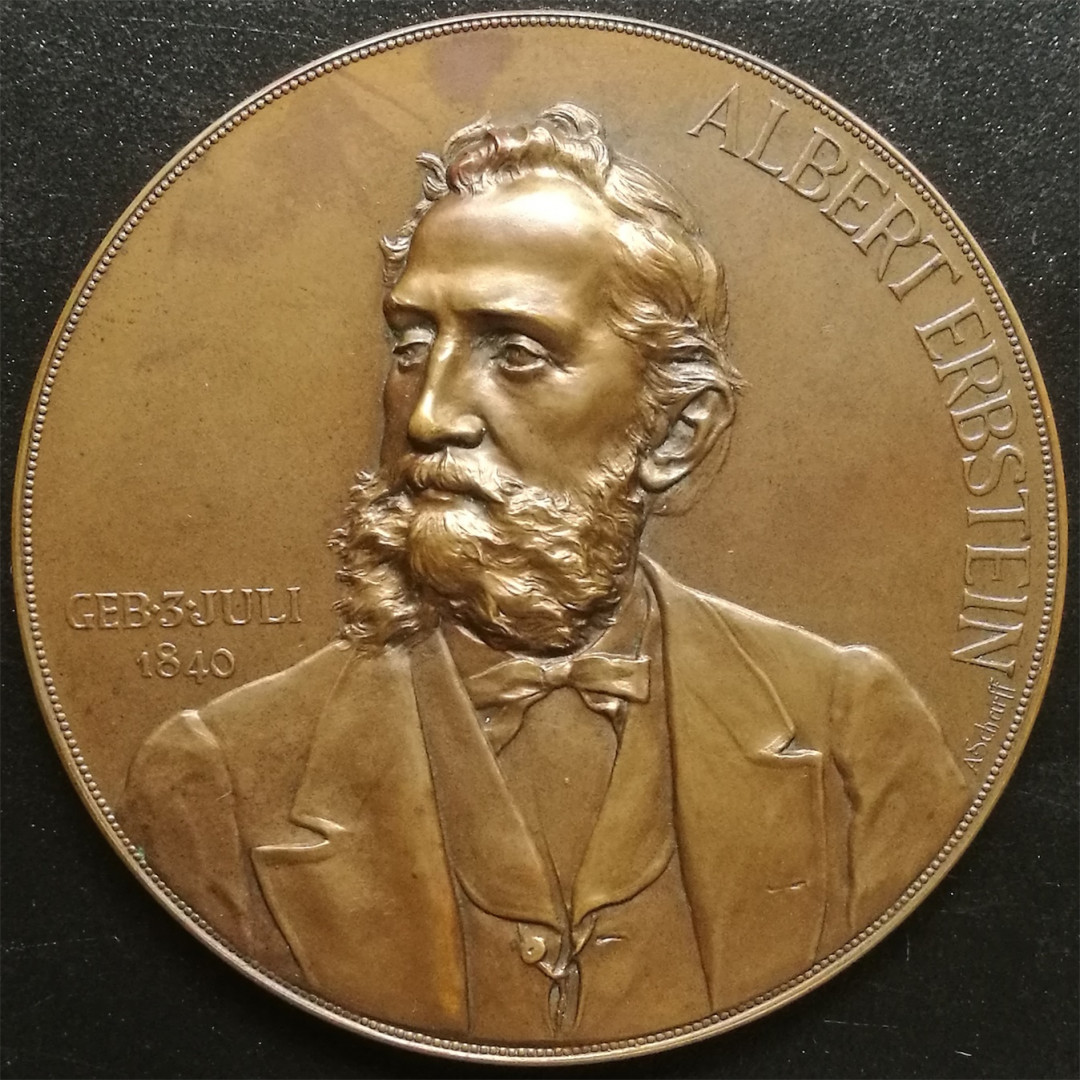 ALBERT ERBSTEIN
GEB·3·JULI
1840
A·Scharff